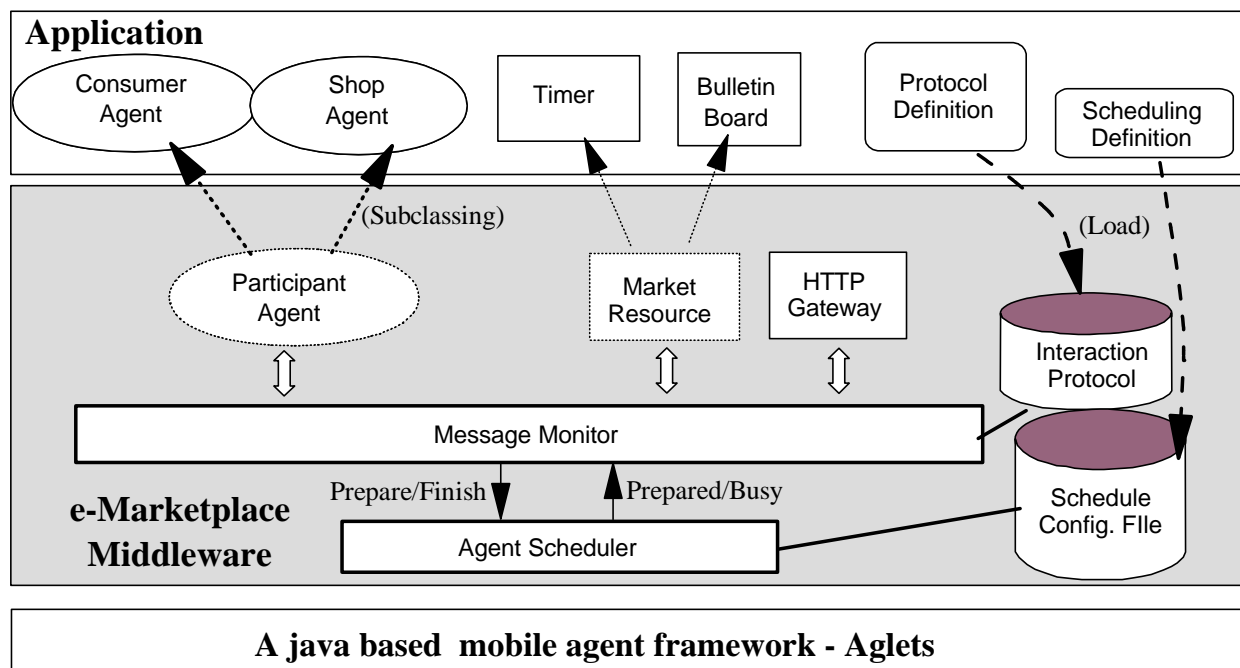 Application
Consumer
Agent
Shop
Agent
Timer
Bulletin
Board
Protocol
Definition
Scheduling
Definition
(Subclassing)
(Load)
Participant
Agent
Market
Resource
HTTP
Gateway
Interaction
Protocol
Message Monitor
Prepare/Finish
Prepared/Busy
Schedule
Config. FIle
e-Marketplace
Middleware
Agent Scheduler
A java based mobile agent framework - Aglets